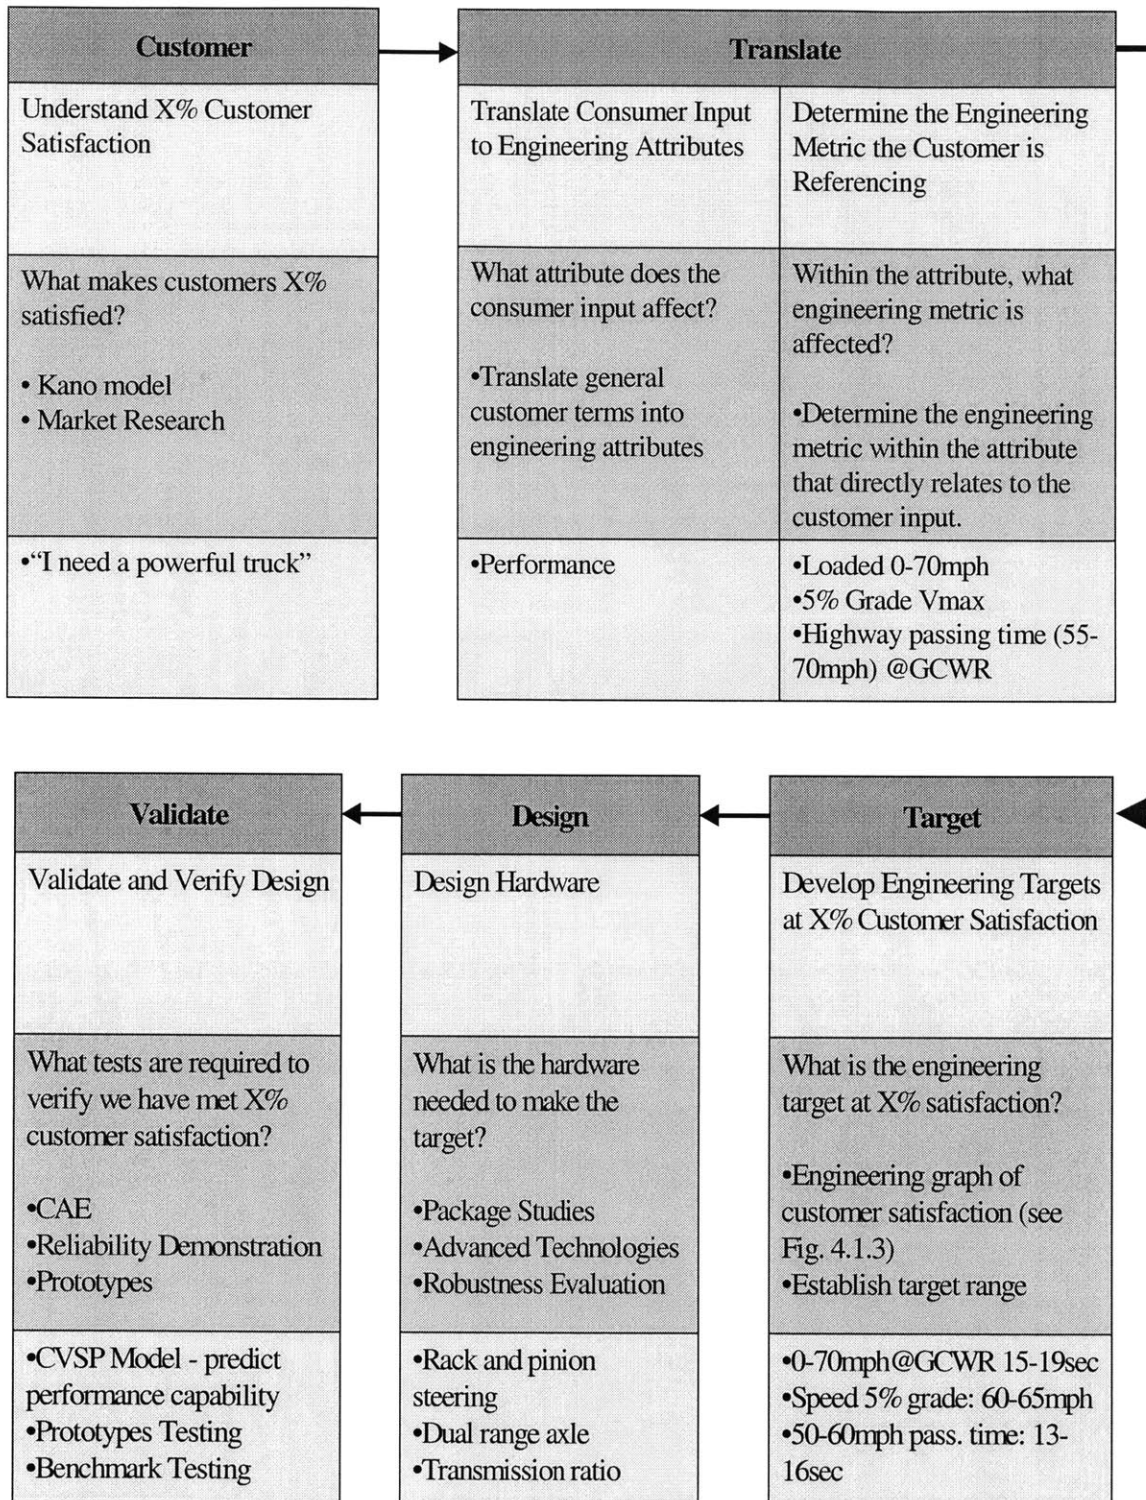 Customer
Understand X% Customer
Satisfaction
What makes customers X%
satisfied?
• Kano model
• Market Research
•“I need a powerful truck”
Translate
Translate Consumer Input
to Engineering Attributes
What attribute does the
consumer input affect?
•Translate general
customer terms into
engineering attributes
•Performance
Determine the Engineering
Metric the Customer is
Referencing
Within the attribute, what
engineering metric is
affected?
•Determine the engineering
metric within the attribute
that directly relates to the
customer input.
•Loaded 0-70mph
•5% Grade Vmax
•Highway passing time (55-
70mph) @GCWR
Validate
Validate and Verify Design
What tests are required to
verify we have met X%
customer satisfaction?
•CAE
•Reliability Demonstration
•Prototypes
•CVSP Model - predict
performance capability
•Prototypes Testing
•Benchmark Testing
Design
Design Hardware
What is the hardware
needed to make the
target?
•Package Studies
•Advanced Technologies
•Robustness Evaluation
•Rack and pinion
steering
•Dual range axle
•Transmission ratio
Target
Develop Engineering Targets
at X% Customer Satisfaction
What is the engineering
target at X% satisfaction?
•Engineering graph of
customer satisfaction (see
Fig. 4.1.3)
•Establish target range
•0-70mph@GCWR 15-19sec
•Speed 5% grade: 60-65mph
•50-60mph pass. time: 13-
16sec